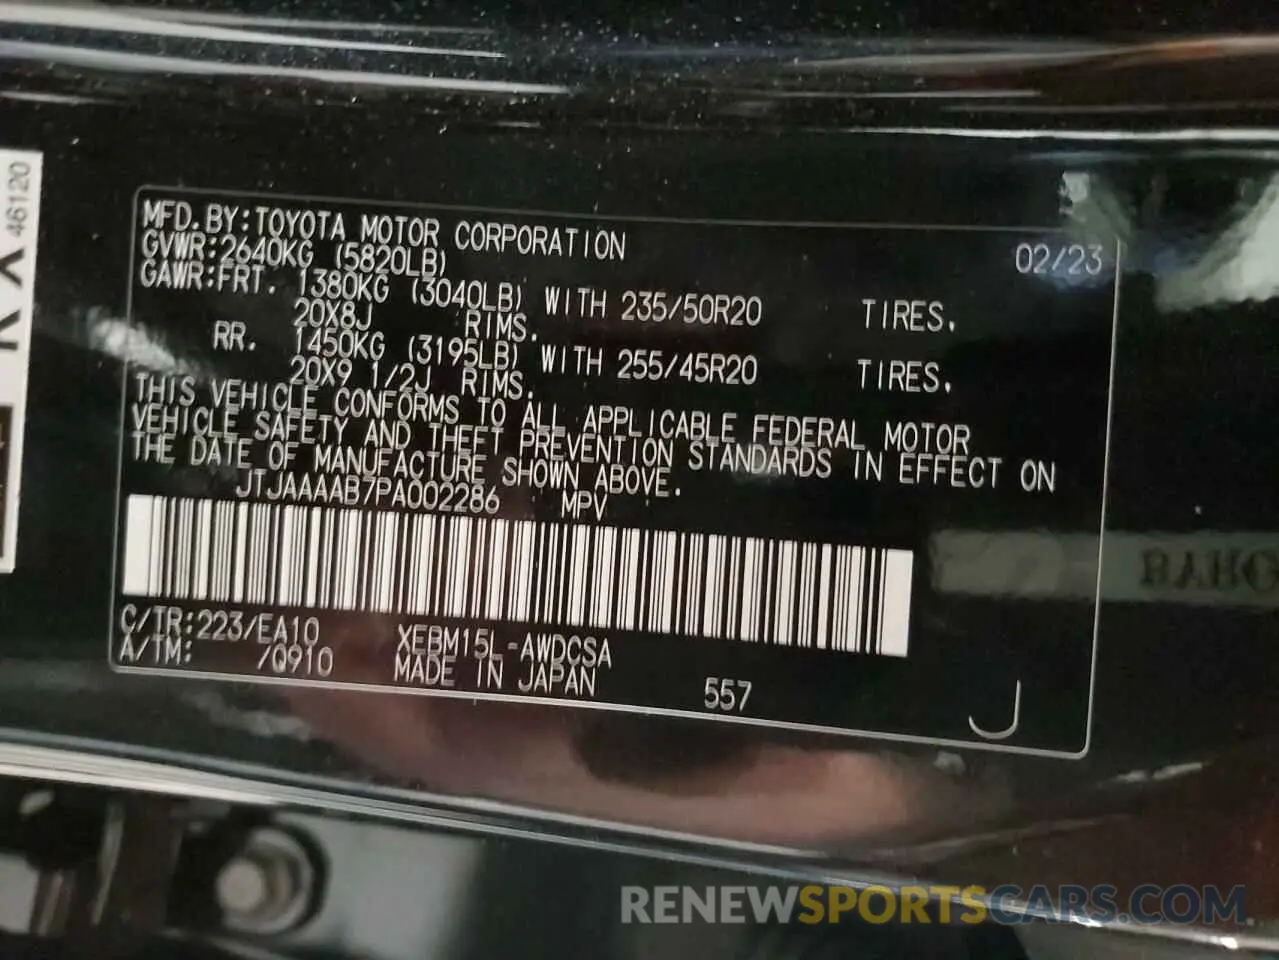 MFD.BY:TOYOTA MOTOR CORPORATION 02/23
GVWR:2640KG (5820LB)
GAWR:FRT. 1380KG (3040LB) WITH 235/50R20 TIRES.
20X8J RIMS.
RR. 1450KG (3195LB) WITH 255/45R20 TIRES.
20X9 1/2J RIMS.
THIS VEHICLE CONFORMS TO ALL APPLICABLE FEDERAL MOTOR
VEHICLE SAFETY AND THEFT PREVENTION STANDARDS IN EFFECT ON
THE DATE OF MANUFACTURE SHOWN ABOVE.
JTJAAAAB7PA002286 MPV
C/TR:223/EA10 XEBM15L-AWDCSA
A/TM: /Q910 MADE IN JAPAN 557 J
46120
RENEWSPORTSCARS.COM